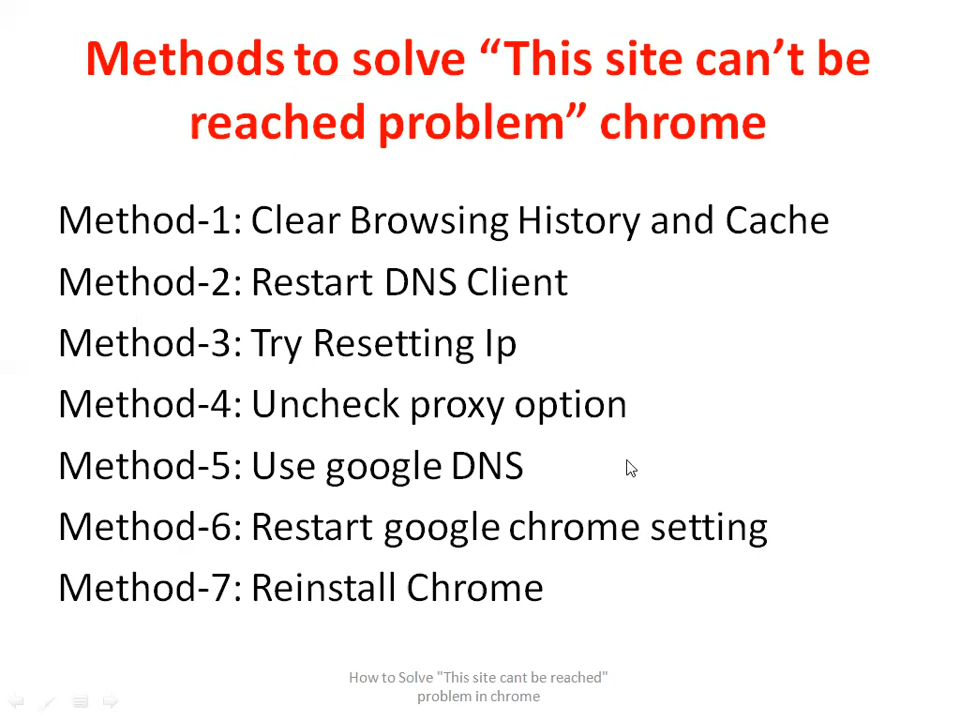 Methods to solve “This site can’t be
reached problem” chrome
Method-1: Clear Browsing History and Cache
Method-2: Restart DNS Client
Method-3: Try Resetting Ip
Method-4: Uncheck proxy option
Method-5: Use google DNS
Method-6: Restart google chrome setting
Method-7: Reinstall Chrome
How to Solve "This site cant be reached"
problem in chrome